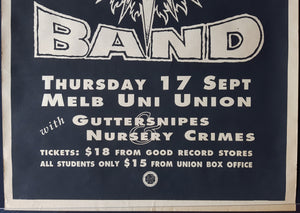 BAND
THURSDAY 17 SEPT
MELB UNI UNION
with GUTTERSNIPES
& NURSERY CRIMES
TICKETS: $18 FROM GOOD RECORD STORES
ALL STUDENTS ONLY $15 FROM UNION BOX OFFICE